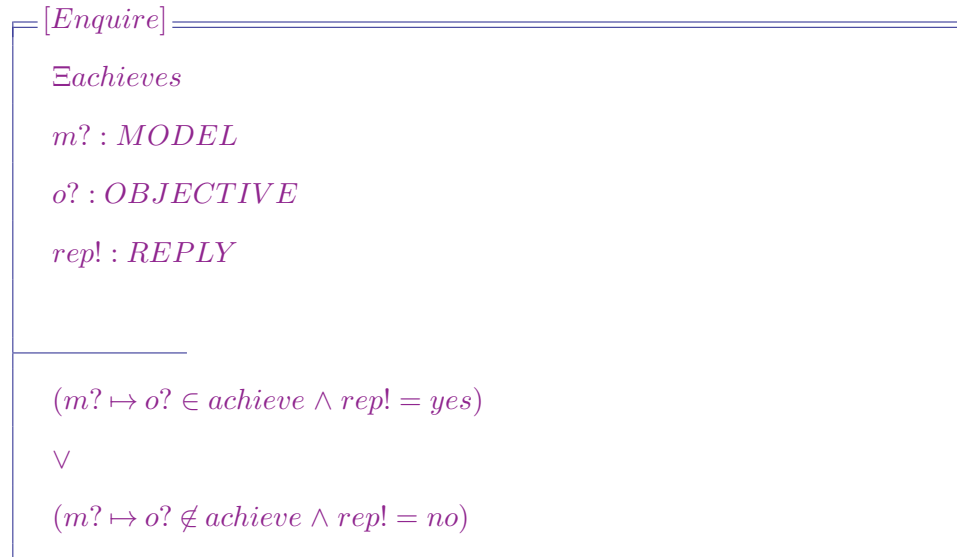 [Enquire]
Ξachieves
m? : MODEL
o? : OBJECTIVE
rep! : REPLY
(m? ↦ o? ∈ achieve ∧ rep! = yes)
∨
(m? ↦ o? ∉ achieve ∧ rep! = no)